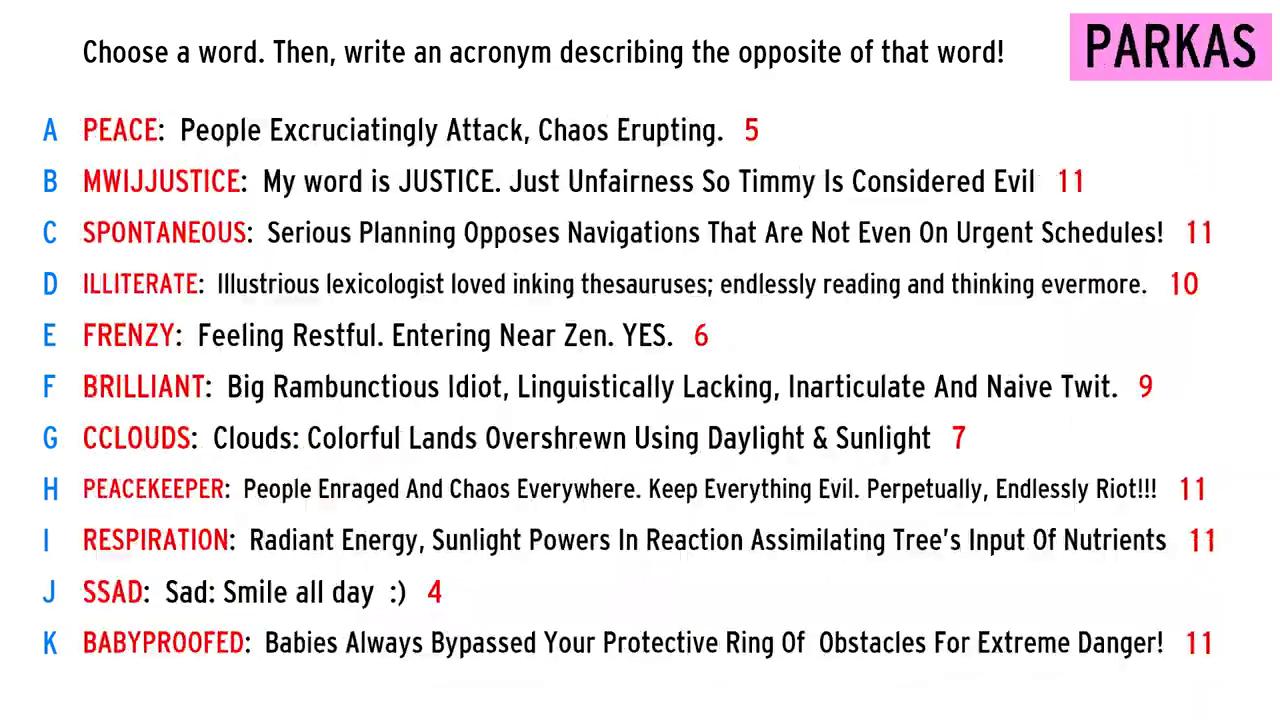 Choose a word. Then, write an acronym describing the opposite of that word!
PARKAS
A PEACE: People Excruciatingly Attack, Chaos Erupting. 5
B MWIJJUSTICE: My word is JUSTICE. Just Unfairness So Timmy Is Considered Evil 11
C SPONTANEOUS: Serious Planning Opposes Navigations That Are Not Even On Urgent Schedules! 11
D ILLITERATE: Illustrious lexicologist loved inking thesauruses; endlessly reading and thinking evermore. 10
E FRENZY: Feeling Restful. Entering Near Zen. YES. 6
F BRILLIANT: Big Rambunctious Idiot, Linguistically Lacking, Inarticulate And Naive Twit. 9
G CCLOUDS: Clouds: Colorful Lands Overshrewn Using Daylight & Sunlight 7
H PEACEKEEPER: People Enraged And Chaos Everywhere. Keep Everything Evil. Perpetually, Endlessly Riot!!! 11
I RESPIRATION: Radiant Energy, Sunlight Powers In Reaction Assimilating Tree's Input Of Nutrients 11
J SSAD: Sad: Smile all day :) 4
K BABYPROOFED: Babies Always Bypassed Your Protective Ring Of Obstacles For Extreme Danger! 11